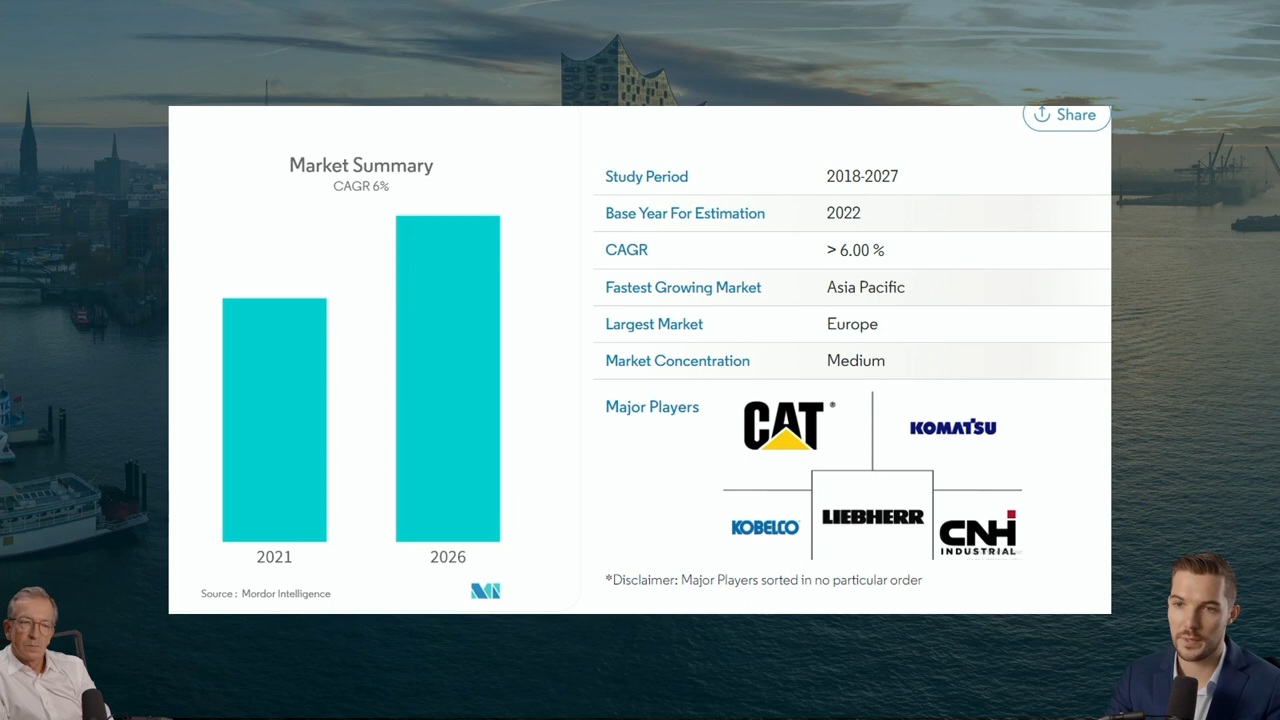 Share
Market Summary
CAGR 6%
2021
2026
Source : Mordor Intelligence
Study Period 2018-2027
Base Year For Estimation 2022
CAGR > 6.00 %
Fastest Growing Market Asia Pacific
Largest Market Europe
Market Concentration Medium
Major Players
CAT®
KOMATSU
KOBELCO
LIEBHERR
CNH
INDUSTRIAL
*Disclaimer: Major Players sorted in no particular order